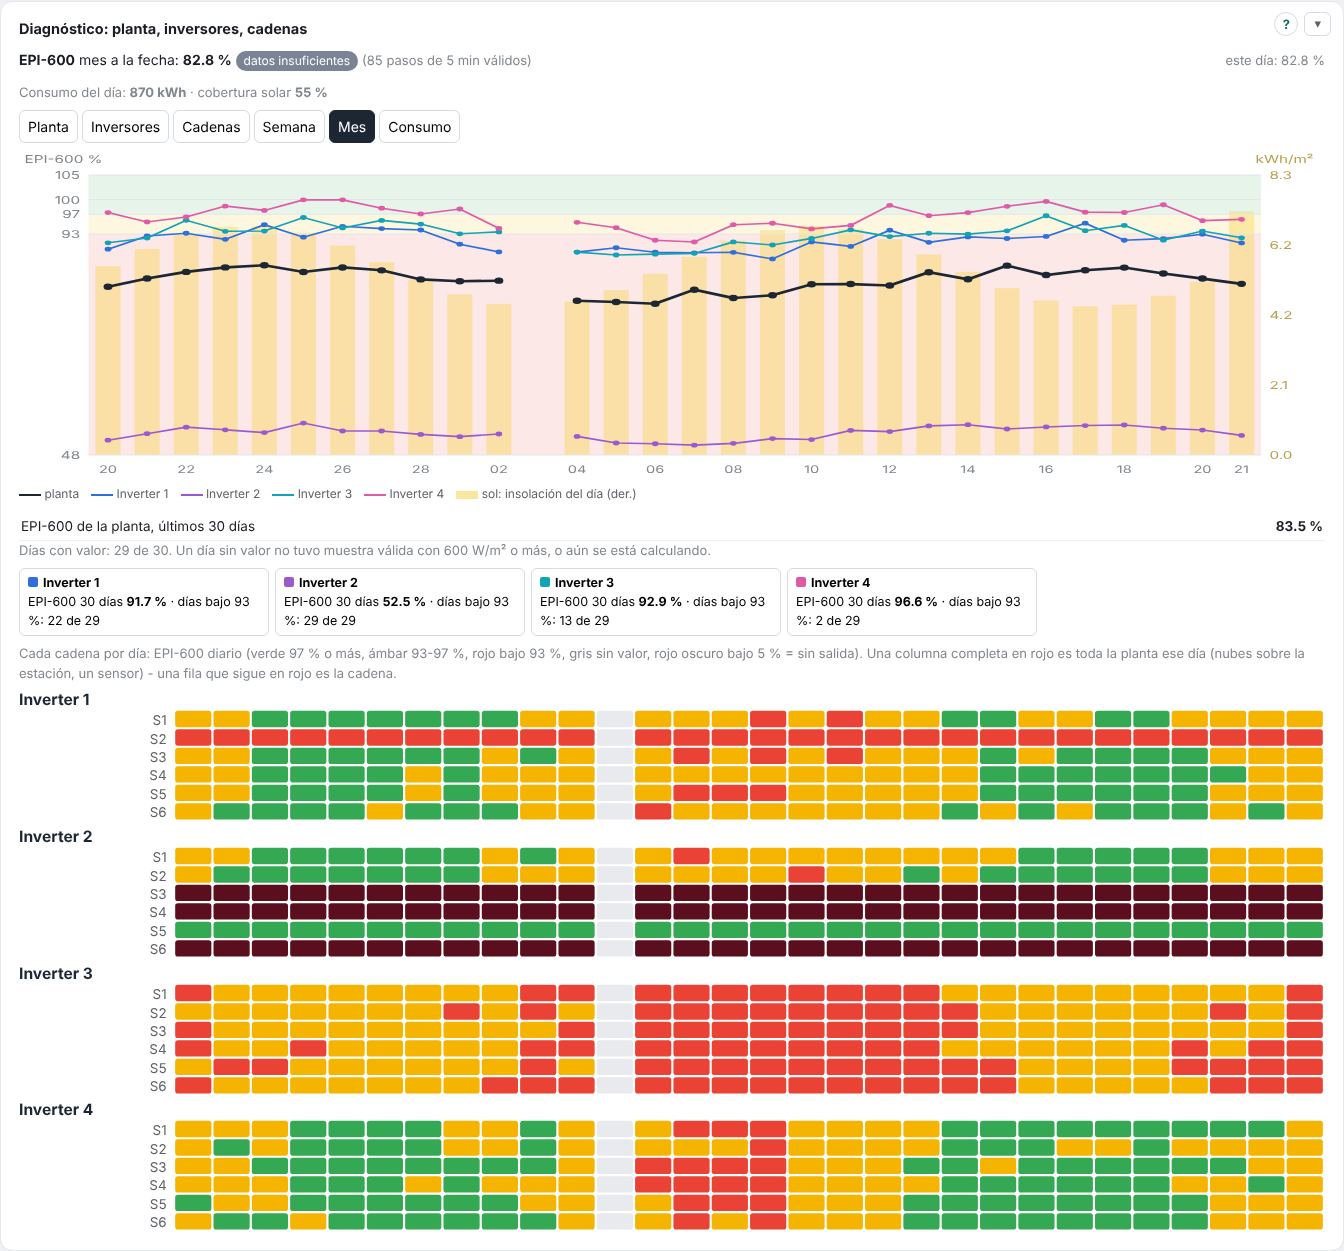 Diagnóstico: planta, inversores, cadenas
? ▼
EPI-600 mes a la fecha: 82.8 % datos insuficientes (85 pasos de 5 min válidos)
este día: 82.8 %
Consumo del día: 870 kWh · cobertura solar 55 %
Planta Inversores Cadenas Semana Mes Consumo
EPI-600 % kWh/m²
105 8.3
100
97
93
6.2
4.2
2.1
48 0.0
20 22 24 26 28 02 04 06 08 10 12 14 16 18 20 21
planta Inverter 1 Inverter 2 Inverter 3 Inverter 4 sol: insolación del día (der.)
EPI-600 de la planta, últimos 30 días 83.5 %
Días con valor: 29 de 30. Un día sin valor no tuvo muestra válida con 600 W/m² o más, o aún se está calculando.
Inverter 1
EPI-600 30 días 91.7 % · días bajo 93
%: 22 de 29
Inverter 2
EPI-600 30 días 52.5 % · días bajo 93
%: 29 de 29
Inverter 3
EPI-600 30 días 92.9 % · días bajo 93
%: 13 de 29
Inverter 4
EPI-600 30 días 96.6 % · días bajo 93
%: 2 de 29
Cada cadena por día: EPI-600 diario (verde 97 % o más, ámbar 93-97 %, rojo bajo 93 %, gris sin valor, rojo oscuro bajo 5 % = sin salida). Una columna completa en rojo es toda la planta ese día (nubes sobre la
estación, un sensor) - una fila que sigue en rojo es la cadena.
Inverter 1
S1
S2
S3
S4
S5
S6
Inverter 2
S1
S2
S3
S4
S5
S6
Inverter 3
S1
S2
S3
S4
S5
S6
Inverter 4
S1
S2
S3
S4
S5
S6